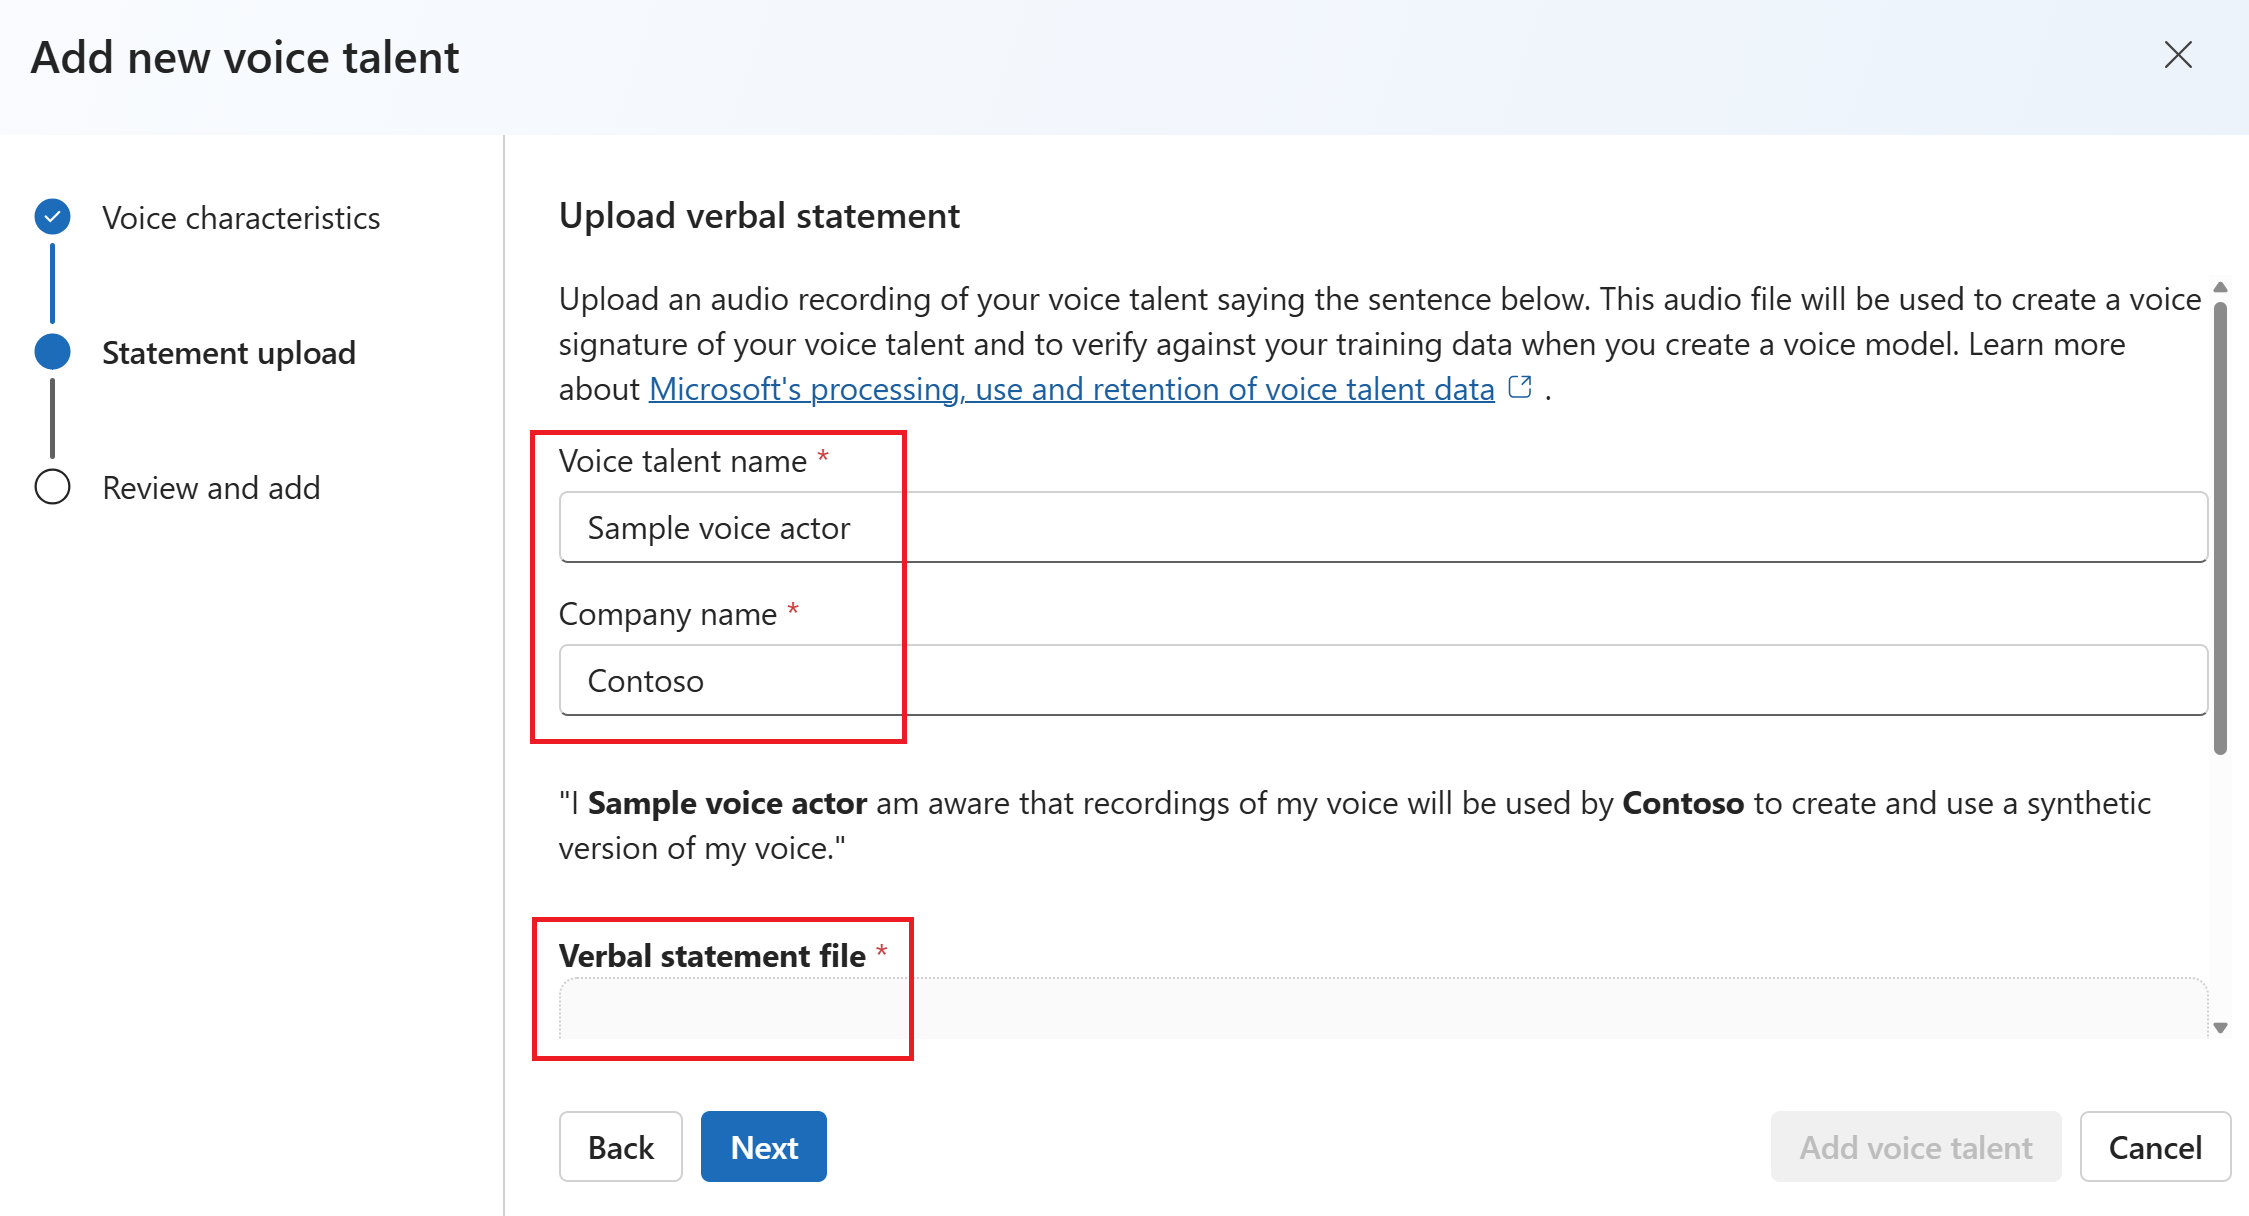 Add new voice talent
Voice characteristics
Statement upload
Review and add
Upload verbal statement
Upload an audio recording of your voice talent saying the sentence below. This audio file will be used to create a voice
signature of your voice talent and to verify against your training data when you create a voice model. Learn more
about Microsoft's processing, use and retention of voice talent data .
Voice talent name *
Sample voice actor
Company name *
Contoso
"I Sample voice actor am aware that recordings of my voice will be used by Contoso to create and use a synthetic
version of my voice."
Verbal statement file *
Back
Next
Add voice talent
Cancel